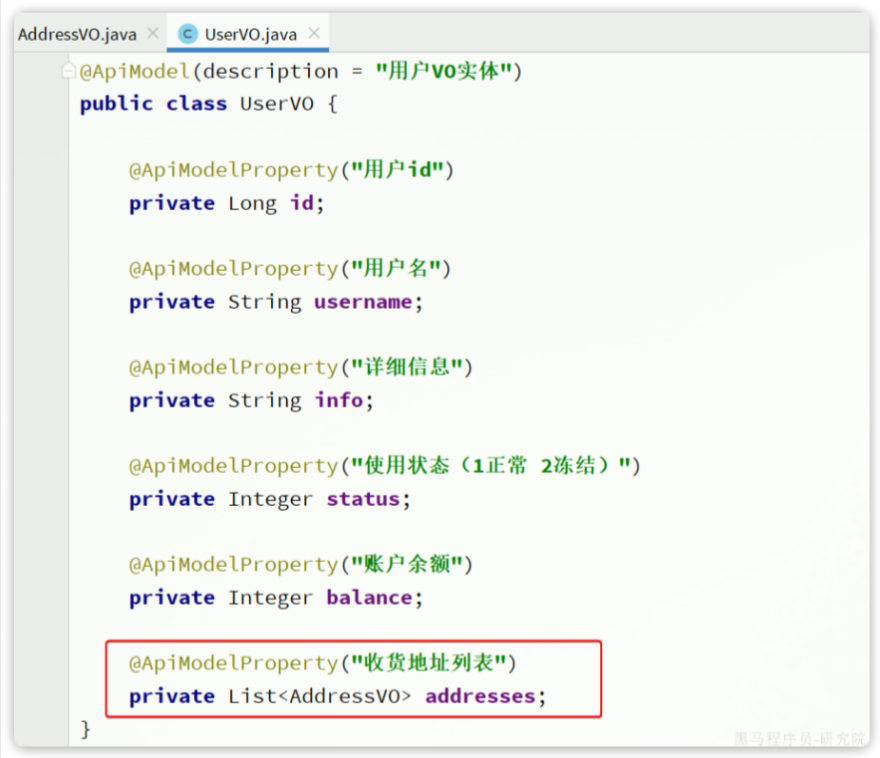 AddressVO.java × UserVO.java ×
@ApiModel(description = "用户VO实体")
public class UserVO {
@ApiModelProperty("用户id")
private Long id;
@ApiModelProperty("用户名")
private String username;
@ApiModelProperty("详细信息")
private String info;
@ApiModelProperty("使用状态（1正常 2冻结）")
private Integer status;
@ApiModelProperty("账户余额")
private Integer balance;
@ApiModelProperty("收货地址列表")
private List<AddressVO> addresses;
}
黑马程序员-研究院